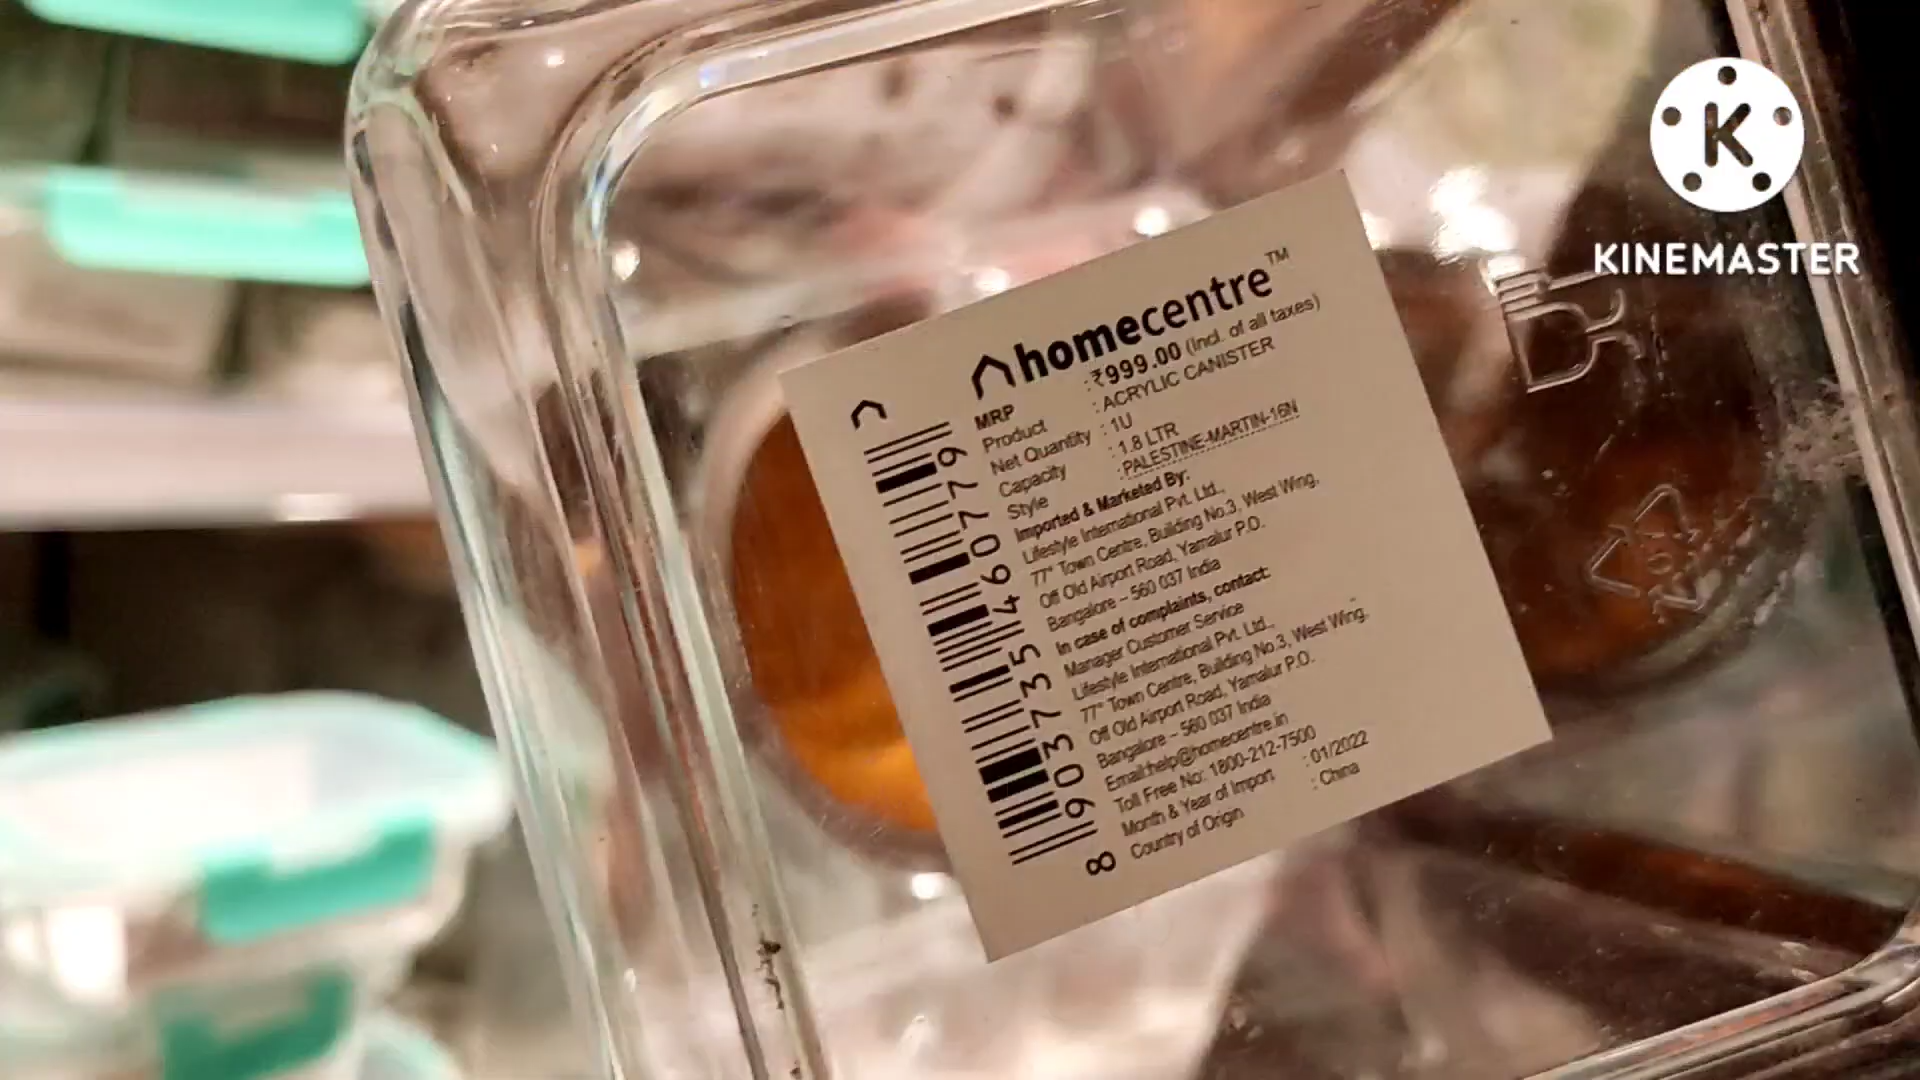 K
KINEMASTER
homecentre™
MRP : ₹999.00 (Incl. of all taxes)
Product : ACRYLIC CANISTER
Net Quantity : 1U
Capacity : 1.8 LTR
Style : PALESTINE-MARTIN-16N
Imported & Marketed By:
Lifestyle International Pvt. Ltd.,
77° Town Centre, Building No.3, West Wing,
Off Old Airport Road, Yamalur P.O.
Bangalore – 560 037 India
In case of complaints, contact:
Manager Customer Service
Lifestyle International Pvt. Ltd.,
77° Town Centre, Building No.3, West Wing,
Off Old Airport Road, Yamalur P.O.
Bangalore – 560 037 India
Email:help@homecentre.in
Toll Free No: 1800-212-7500
Month & Year of Import : 01/2022
Country of Origin : China
8 903735 460779